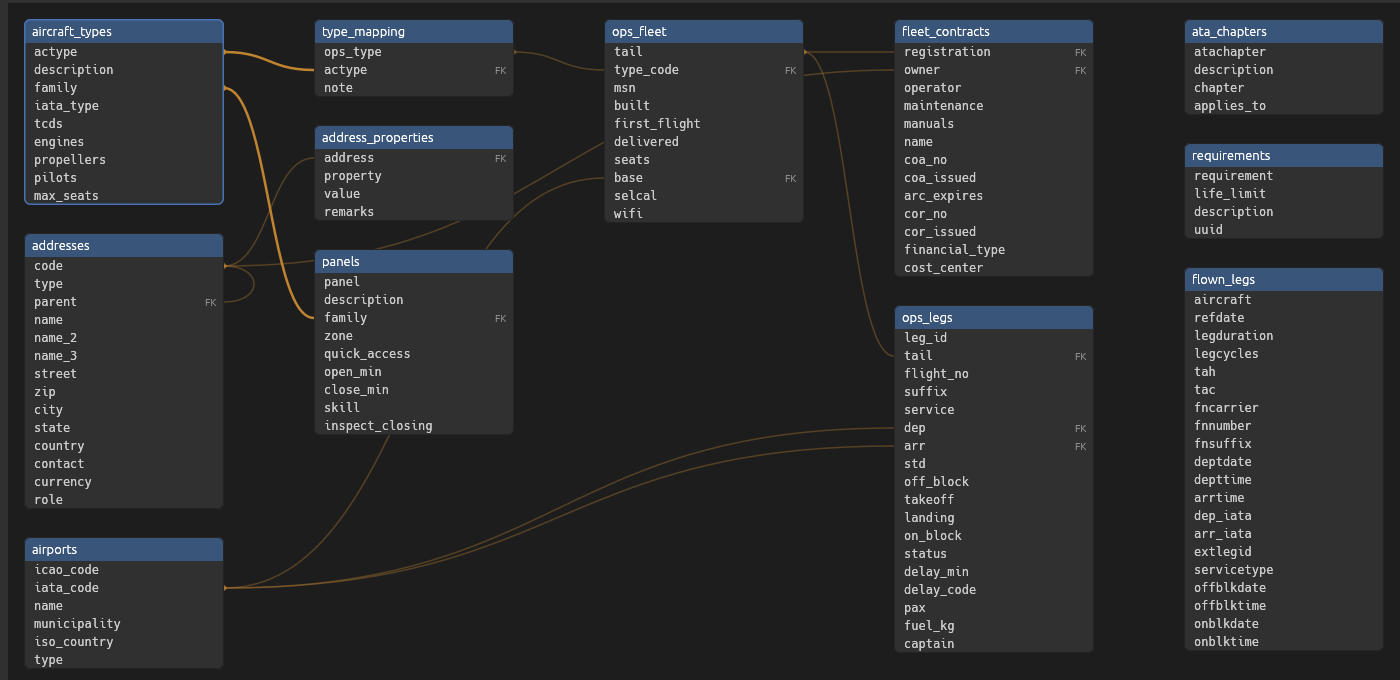 aircraft_types
actype
description
family
iata_type
tcds
engines
propellers
pilots
max_seats
addresses
code
type
parent FK
name
name_2
name_3
street
zip
city
state
country
contact
currency
role
airports
icao_code
iata_code
name
municipality
iso_country
type
type_mapping
ops_type
actype FK
note
address_properties
address FK
property
value
remarks
panels
panel
description
family FK
zone
quick_access
open_min
close_min
skill
inspect_closing
ops_fleet
tail
type_code FK
msn
built
first_flight
delivered
seats
base FK
selcal
wifi
fleet_contracts
registration FK
owner FK
operator
maintenance
manuals
name
coa_no
coa_issued
arc_expires
cor_no
cor_issued
financial_type
cost_center
ops_legs
leg_id
tail FK
flight_no
suffix
service
dep FK
arr FK
std
off_block
takeoff
landing
on_block
status
delay_min
delay_code
pax
fuel_kg
captain
ata_chapters
atachapter
description
chapter
applies_to
requirements
requirement
life_limit
description
uuid
flown_legs
aircraft
refdate
legduration
legcycles
tah
tac
fncarrier
fnnumber
fnsuffix
deptdate
depttime
arrtime
dep_iata
arr_iata
extlegid
servicetype
offblkdate
offblktime
onblkdate
onblktime